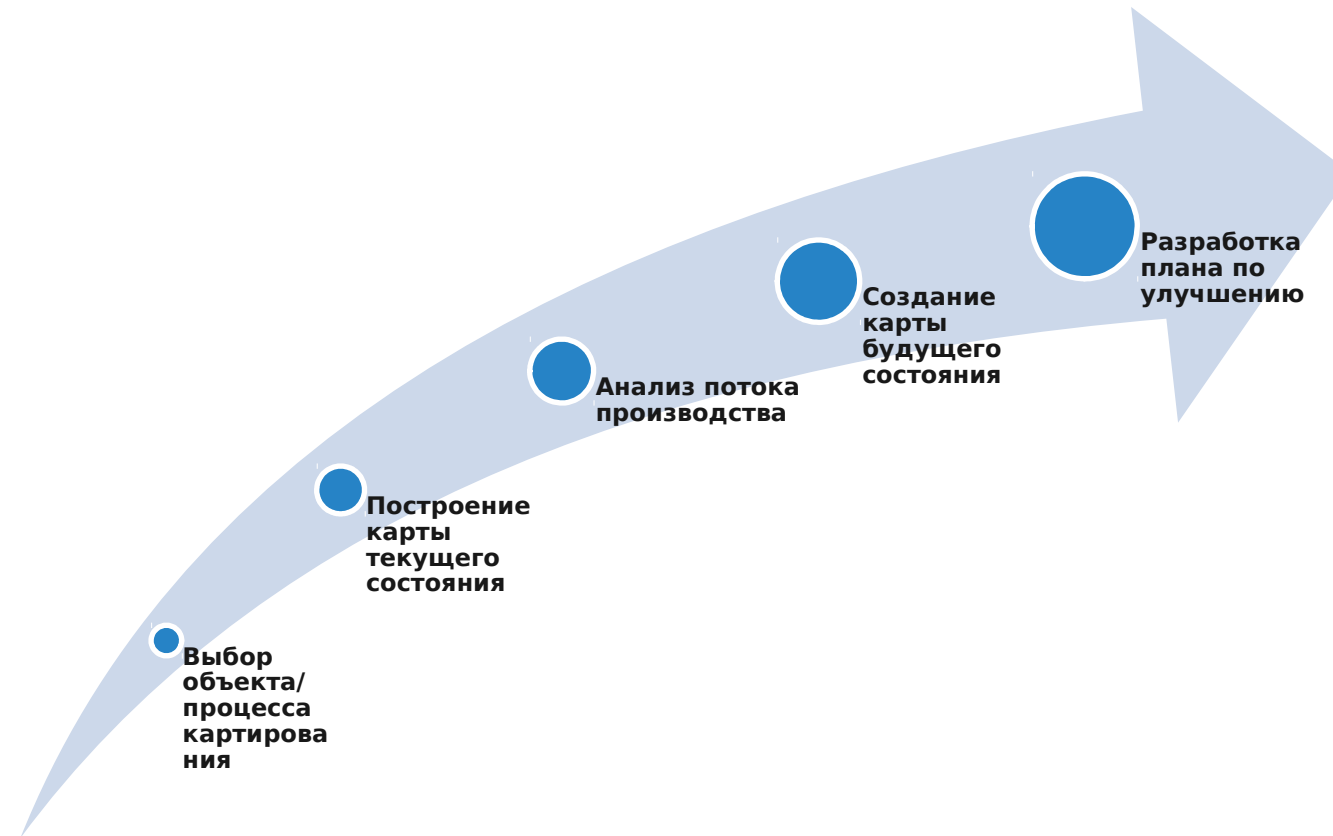 Выбор
объекта/
процесса
картирова
ния
Построение
карты
текущего
состояния
Анализ потока
производства
Создание
карты
будущего
состояния
Разработка
плана по
улучшению